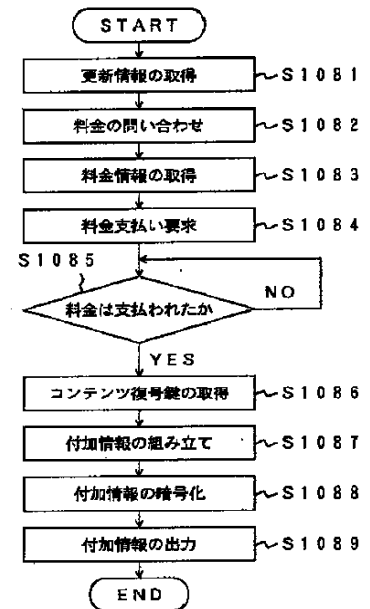 START
更新情報の取得 S1081
料金の問い合わせ S1082
料金情報の取得 S1083
料金支払い要求 S1084
S1085
料金は支払われたか NO
YES
コンテンツ復号鍵の取得 S1086
付加情報の組み立て S1087
付加情報の暗号化 S1088
付加情報の出力 S1089
END